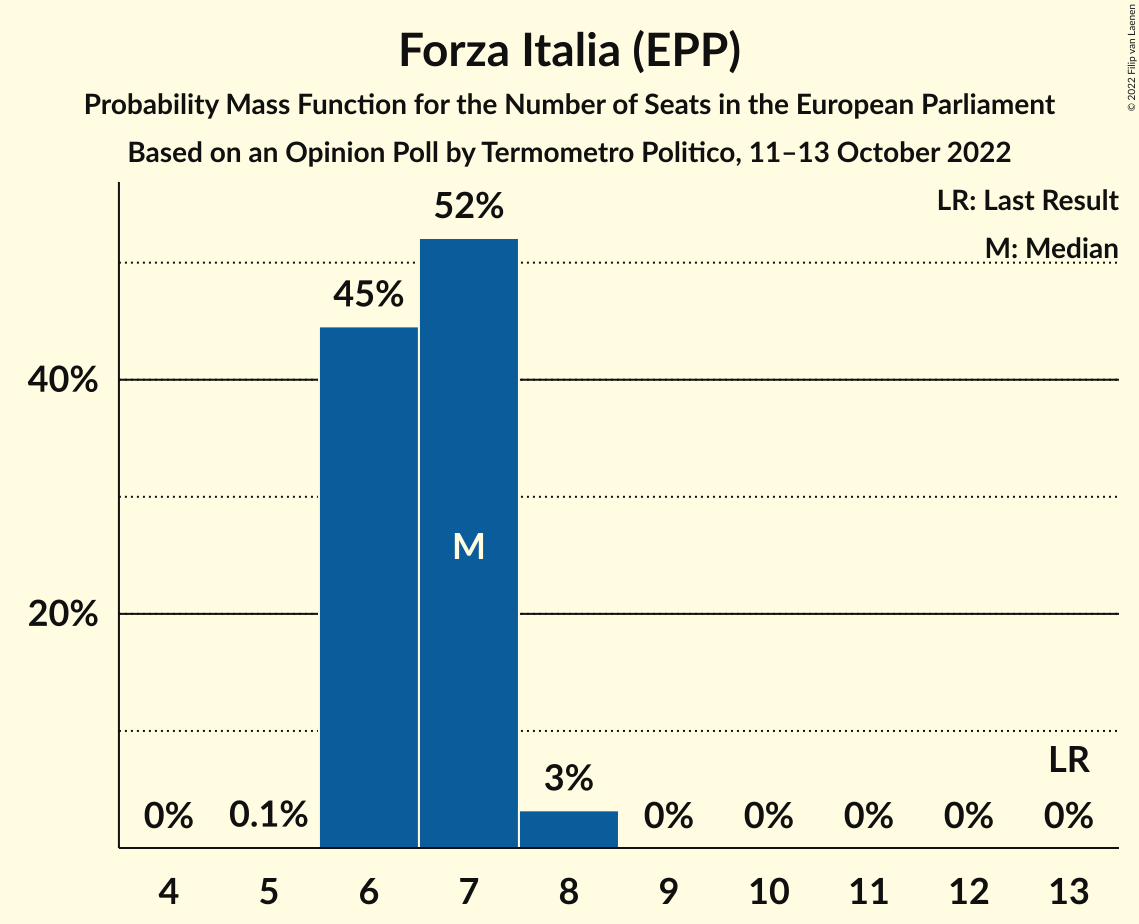 Forza Italia (EPP)
Probability Mass Function for the Number of Seats in the European Parliament
Based on an Opinion Poll by Termometro Politico, 11–13 October 2022
© 2022 Filip van Laenen
LR: Last Result
M: Median
52%
45%
40%
M
20%
LR
3%
0% 0.1% 0% 0% 0% 0% 0%
4 5 6 7 8 9 10 11 12 13